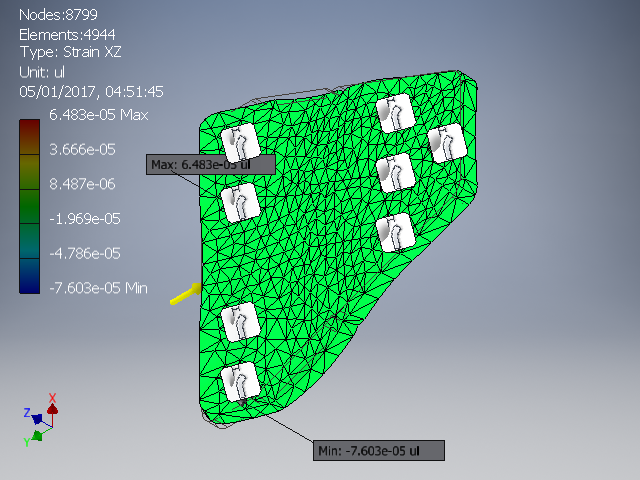 Nodes:8799
Elements:4944
Type: Strain XZ
Unit: ul
05/01/2017, 04:51:45
6.483e-05 Max
3.666e-05
8.487e-06
-1.969e-05
-4.786e-05
-7.603e-05 Min
Max: 6.483e-05 ul
Min: -7.603e-05 ul
X
Z
Y